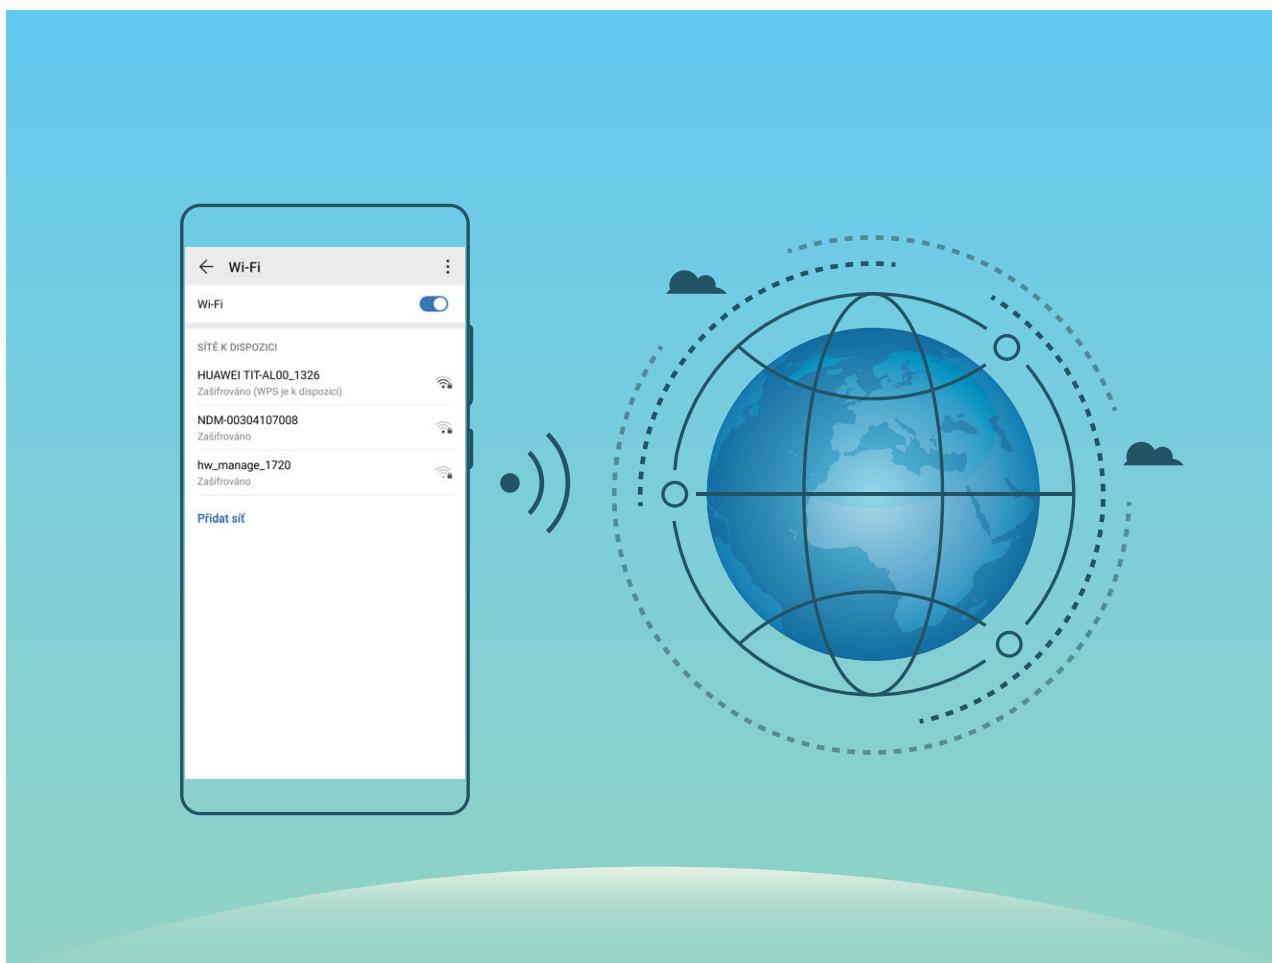 Wi-Fi
Wi-Fi
SÍTĚ K DISPOZICI
HUAWEI TIT-AL00_1326
Zašifrováno (WPS je k dispozici)
NDM-00304107008
Zašifrováno
hw_manage_1720
Zašifrováno
Přidat síť